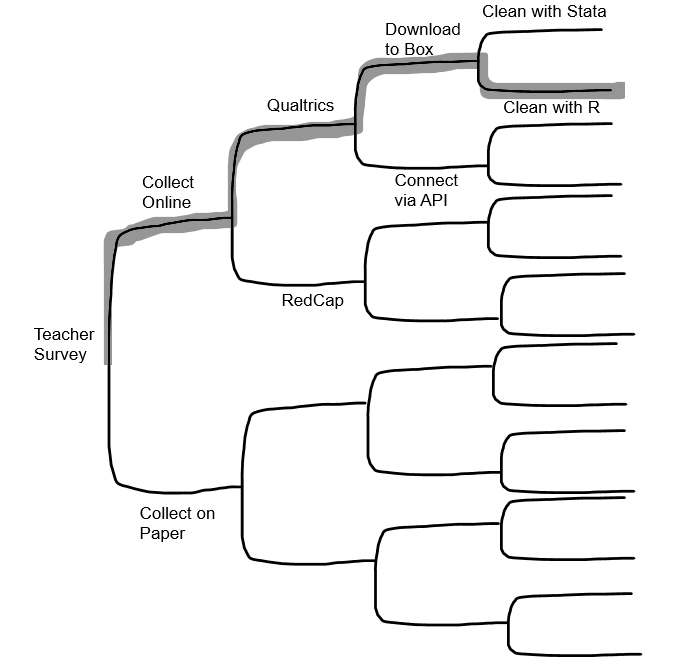 Clean with Stata
Download
to Box
Qualtrics
Clean with R
Collect
Online
Connect
via API
RedCap
Teacher
Survey
Collect on
Paper